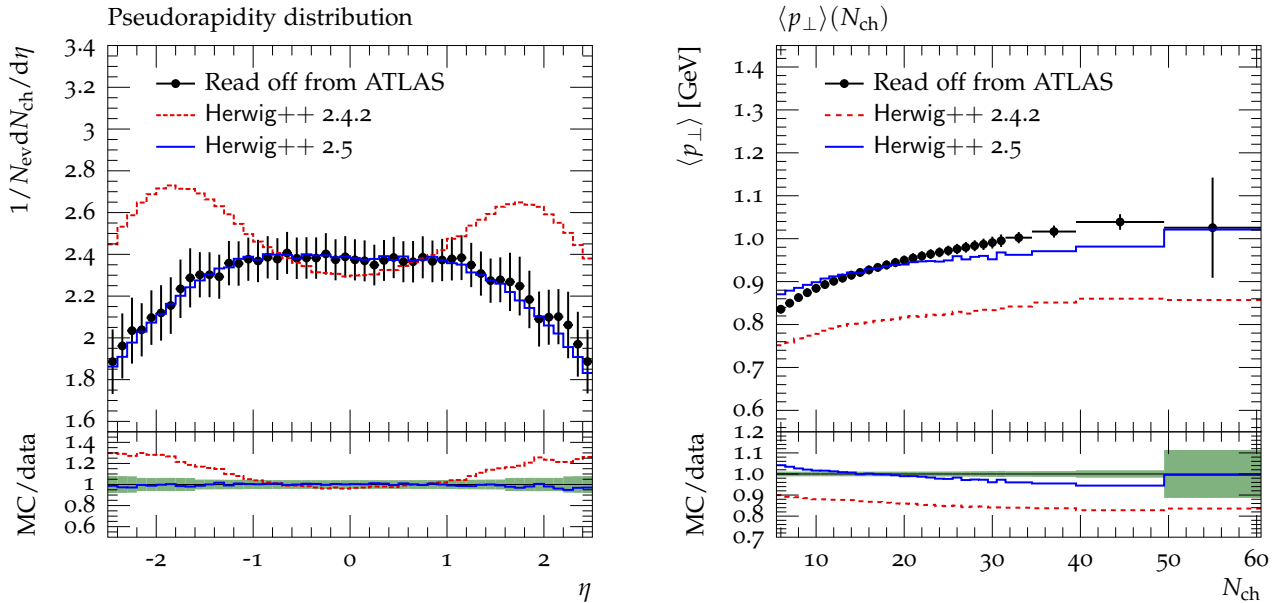 Pseudorapidity distribution
1/N_ev dN_ch/dη
3.4
3.2
3
2.8
2.6
2.4
2.2
2
1.8
1.6
Read off from ATLAS
Herwig++ 2.4.2
Herwig++ 2.5
MC/data
1.4
1.2
1
0.8
0.6
-2
-1
0
1
2
η
⟨p⊥⟩(N_ch)
⟨p⊥⟩ [GeV]
1.4
1.3
1.2
1.1
1.0
0.9
0.8
0.7
0.6
Read off from ATLAS
Herwig++ 2.4.2
Herwig++ 2.5
MC/data
1.2
1.1
1.0
0.9
0.8
0.7
10
20
30
40
50
60
N_ch